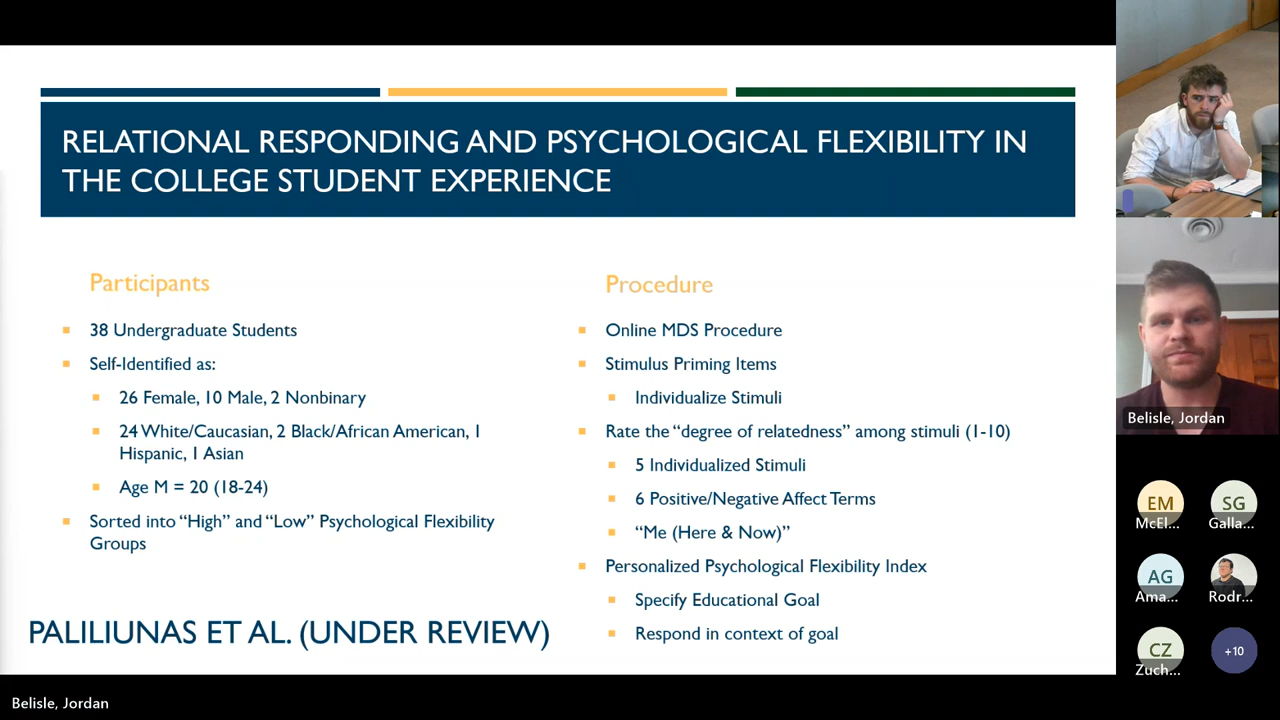 RELATIONAL RESPONDING AND PSYCHOLOGICAL FLEXIBILITY IN
THE COLLEGE STUDENT EXPERIENCE
Participants
38 Undergraduate Students
Self-Identified as:
26 Female, 10 Male, 2 Nonbinary
24 White/Caucasian, 2 Black/African American, 1
Hispanic, 1 Asian
Age M = 20 (18-24)
Sorted into “High” and “Low” Psychological Flexibility
Groups
PALILIUNAS ET AL. (UNDER REVIEW)
Procedure
Online MDS Procedure
Stimulus Priming Items
Individualize Stimuli
Rate the “degree of relatedness” among stimuli (1-10)
5 Individualized Stimuli
6 Positive/Negative Affect Terms
“Me (Here & Now)”
Personalized Psychological Flexibility Index
Specify Educational Goal
Respond in context of goal
Belisle, Jordan
EM
McEl...
SG
Galla...
AG
Ama...
Rodr...
CZ
Zuch...
+10
Belisle, Jordan